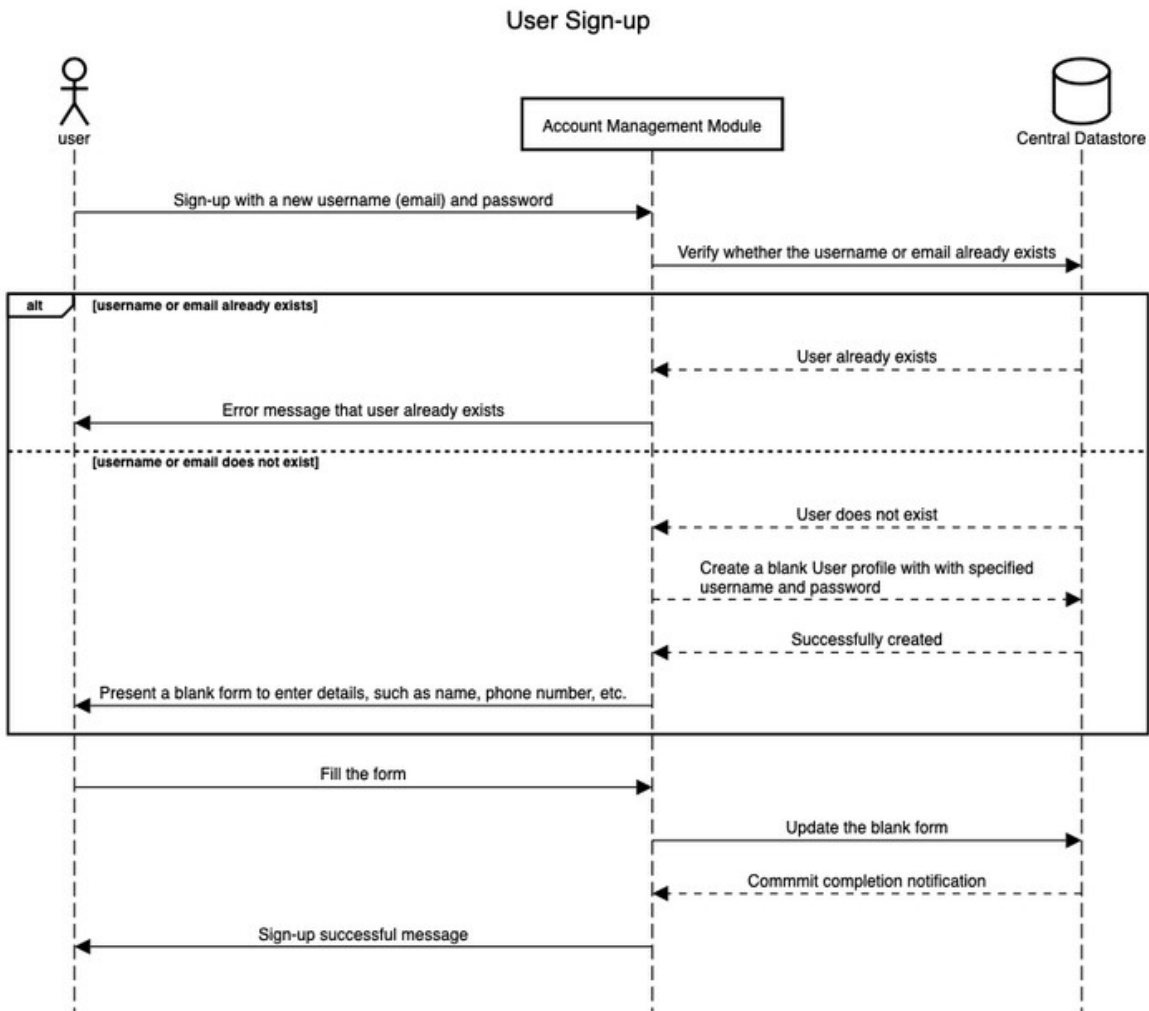 User Sign-up
user
Account Management Module
Central Datastore
Sign-up with a new username (email) and password
Verify whether the username or email already exists
alt
[username or email already exists]
User already exists
Error message that user already exists
[username or email does not exist]
User does not exist
Create a blank User profile with with specified
username and password
Successfully created
Present a blank form to enter details, such as name, phone number, etc.
Fill the form
Update the blank form
Commmit completion notification
Sign-up successful message